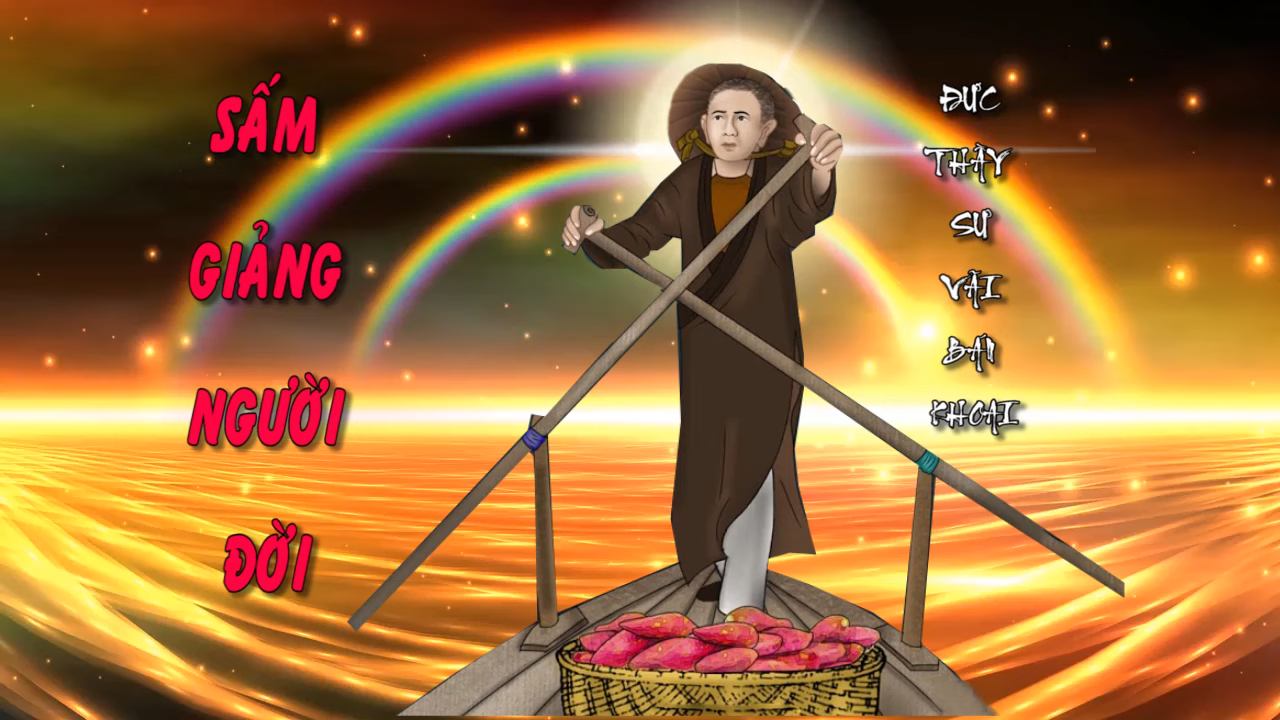 SẤM
GIẢNG
NGƯỜI
ĐỜI
ĐỨC
THẦY
SƯ
VÃI
BÁN
KHOAI